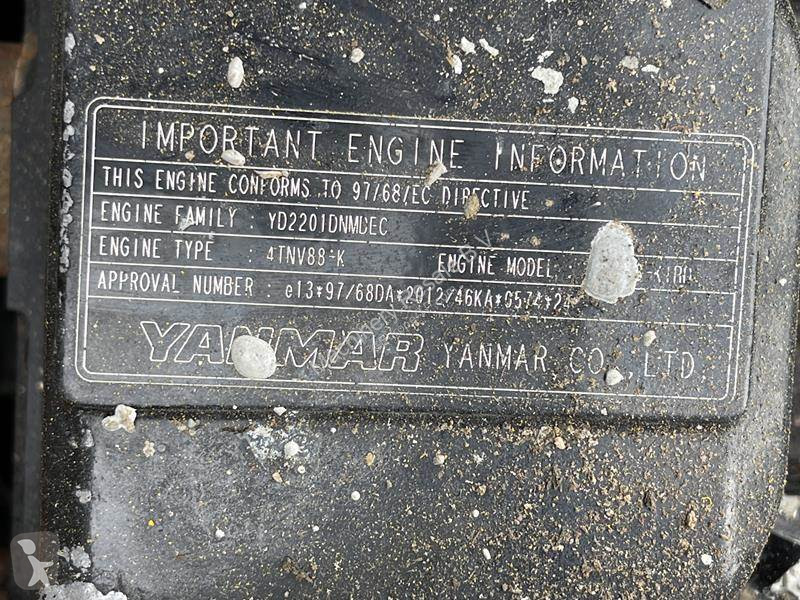 IMPORTANT ENGINE INFORMATION
THIS ENGINE CONFORMS TO 97/68/EC DIRECTIVE
ENGINE FAMILY : YD2201DNMDEC
ENGINE TYPE : 4TNV88-K ENGINE MODEL:
APPROVAL NUMBER : e13*97/68DA*2012/46KA*0574*2
YANMAR YANMAR CO.,LTD